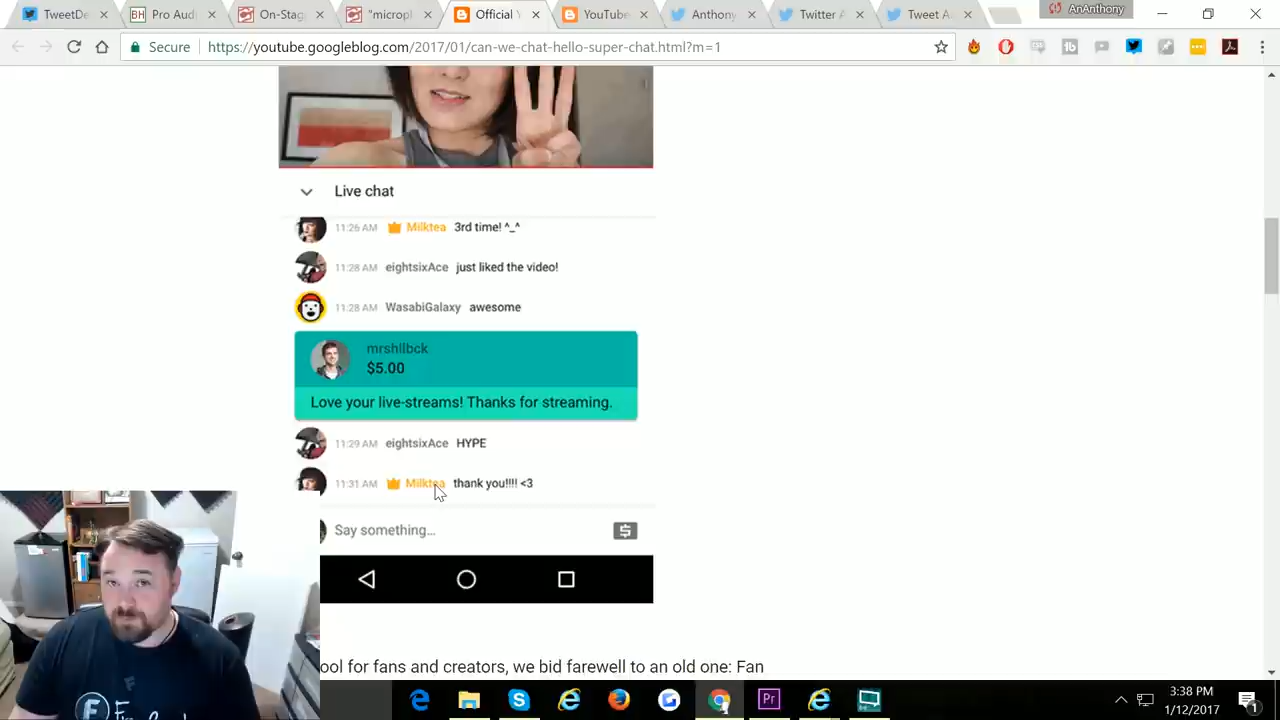 TweetDe
Pro Auth
On-Stag
"microp
Official
YouTube
Anthony
Twitter A
Tweet A
AnAnthony
Secure https://youtube.googleblog.com/2017/01/can-we-chat-hello-super-chat.html?m=1
Live chat
11:26 AM Milktea 3rd time! ^_^
11:28 AM eightsixAce just liked the video!
11:28 AM WasabiGalaxy awesome
mrshllbck
$5.00
Love your live-streams! Thanks for streaming.
11:29 AM eightsixAce HYPE
11:31 AM Milktea thank you!!!! <3
Say something...
ool for fans and creators, we bid farewell to an old one: Fan
3:38 PM
1/12/2017